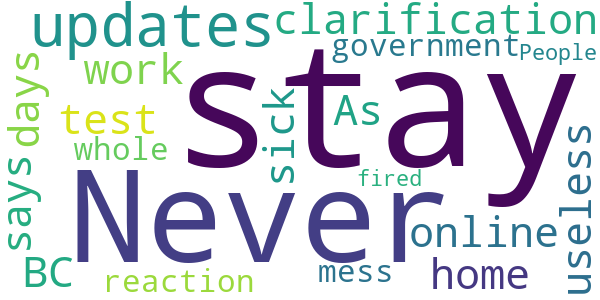 updates
clarification
government
People
work
days
stay
test
As
sick
whole
says
Never
fired
useless
online
BC
reaction
mess
home